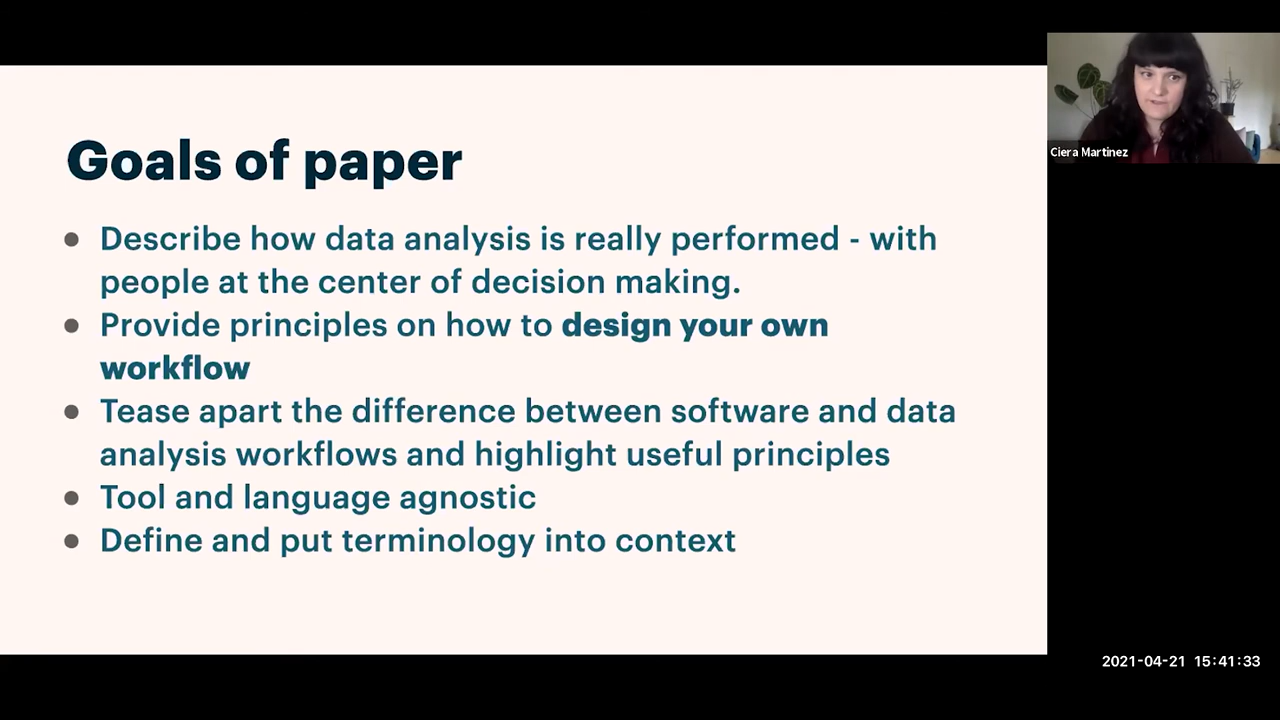 Goals of paper
● Describe how data analysis is really performed - with
people at the center of decision making.
● Provide principles on how to design your own
workflow
● Tease apart the difference between software and data
analysis workflows and highlight useful principles
● Tool and language agnostic
● Define and put terminology into context
Ciera Martinez
2021-04-21 15:41:33